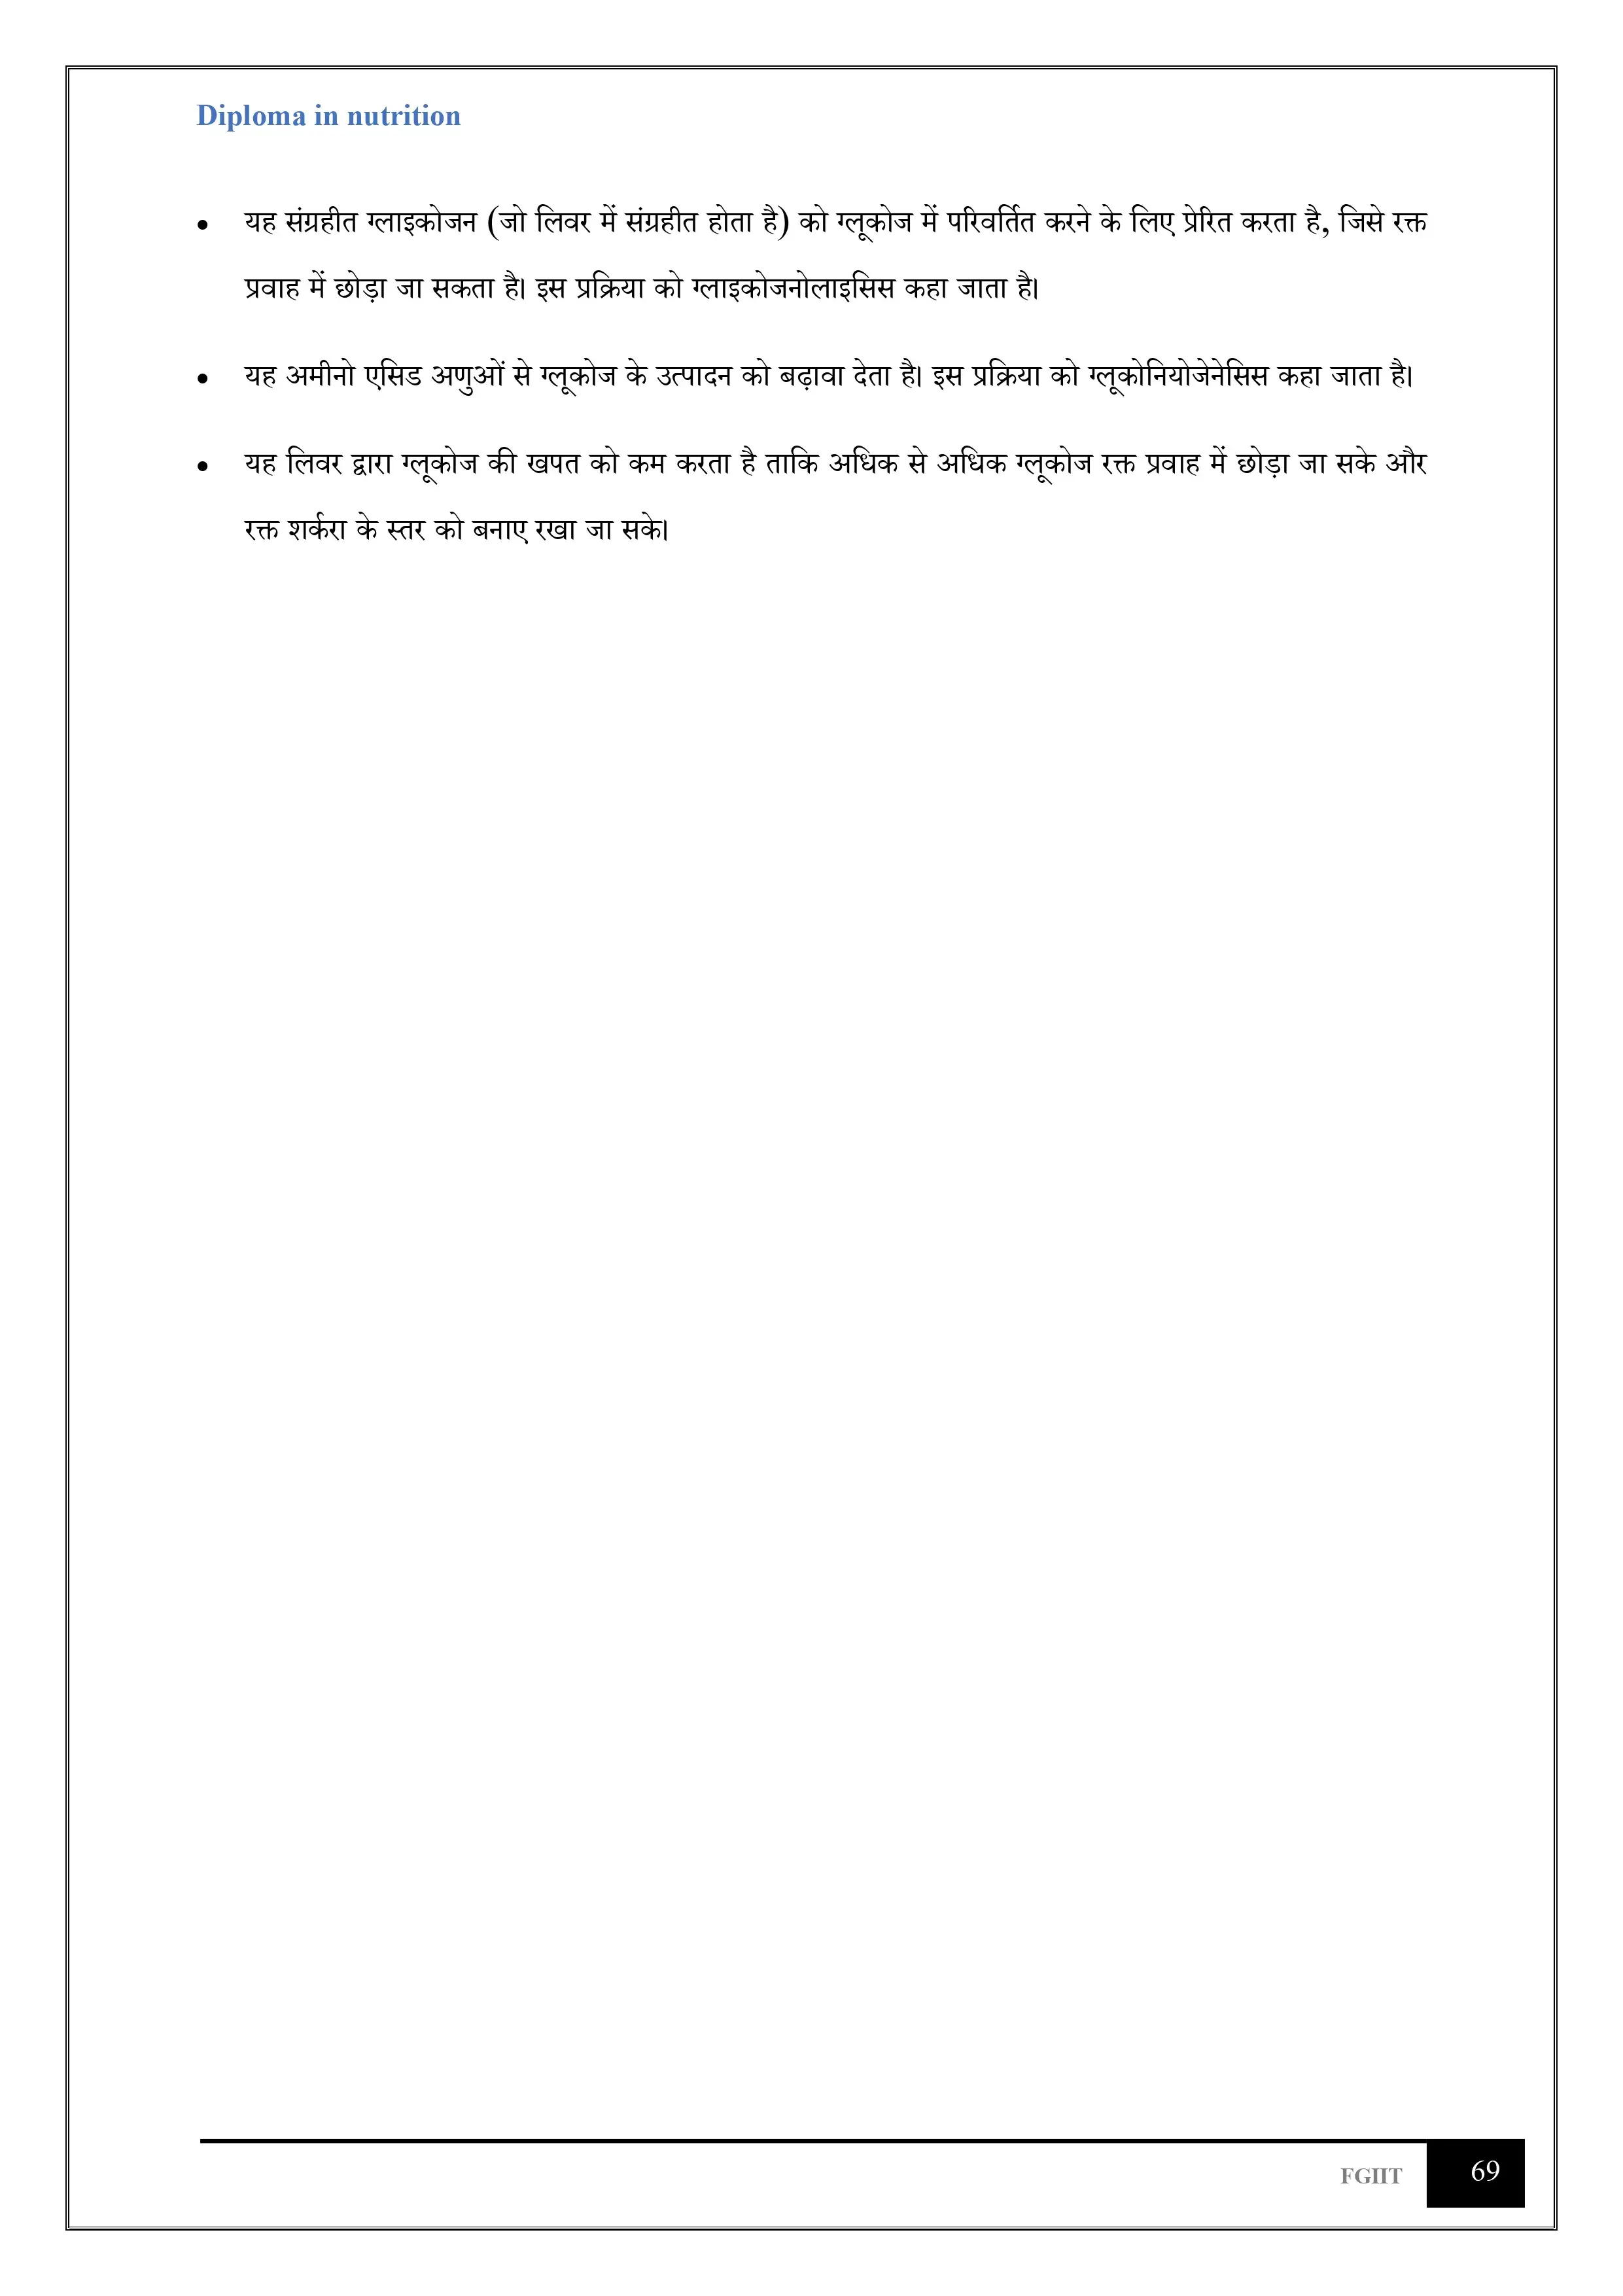 Diploma in nutrition
• यह संग्रहीत ग्लाइकोजन (जो लिवर में संग्रहीत होता है) को ग्लूकोज में परिवर्तित करने के लिए प्रेरित करता है, जिसे रक्त
प्रवाह में छोड़ा जा सकता है। इस प्रक्रिया को ग्लाइकोजनोलाइसिस कहा जाता है।
• यह अमीनो एसिड अणुओं से ग्लूकोज के उत्पादन को बढ़ावा देता है। इस प्रक्रिया को ग्लूकोनियोजेनेसिस कहा जाता है।
• यह लिवर द्वारा ग्लूकोज की खपत को कम करता है ताकि अधिक से अधिक ग्लूकोज रक्त प्रवाह में छोड़ा जा सके और
रक्त शर्करा के स्तर को बनाए रखा जा सके।
FGIIT 69